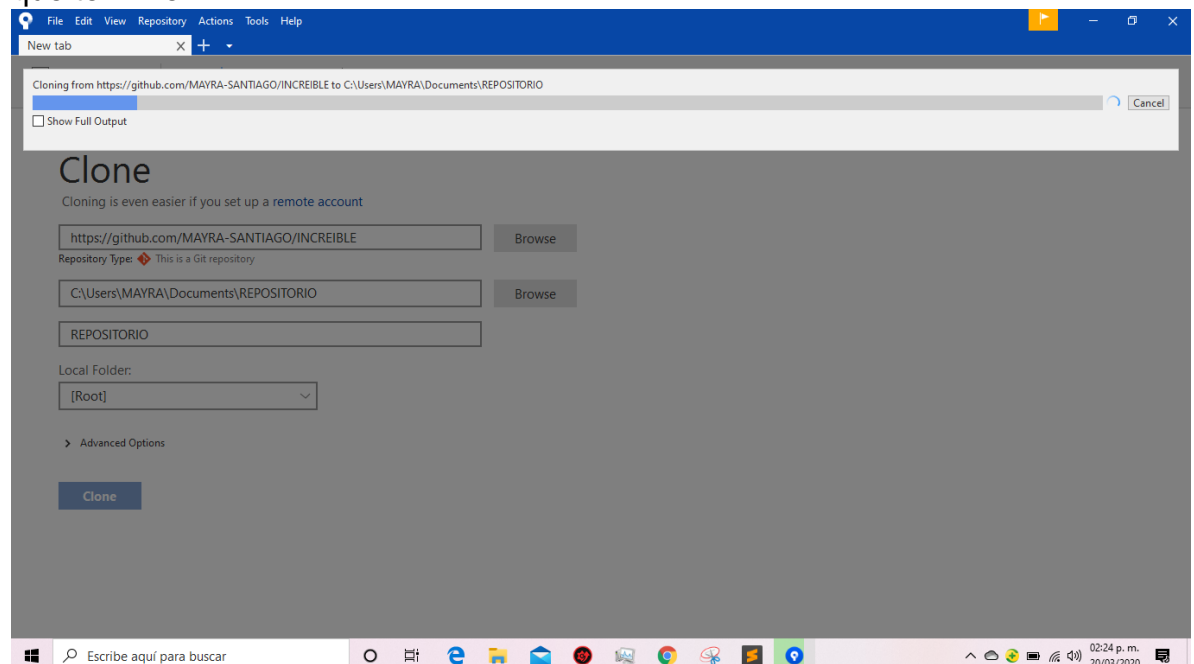 File Edit View Repository Actions Tools Help
New tab
Cloning from https://github.com/MAYRA-SANTIAGO/INCREIBLE to C:\Users\MAYRA\Documents\REPOSITORIO
Cancel
Show Full Output
Clone
Cloning is even easier if you set up a remote account
https://github.com/MAYRA-SANTIAGO/INCREIBLE Browse
Repository Type: This is a Git repository
C:\Users\MAYRA\Documents\REPOSITORIO Browse
REPOSITORIO
Local Folder:
[Root]
Advanced Options
Clone
Escribe aquí para buscar
02:24 p. m.
20/03/2020